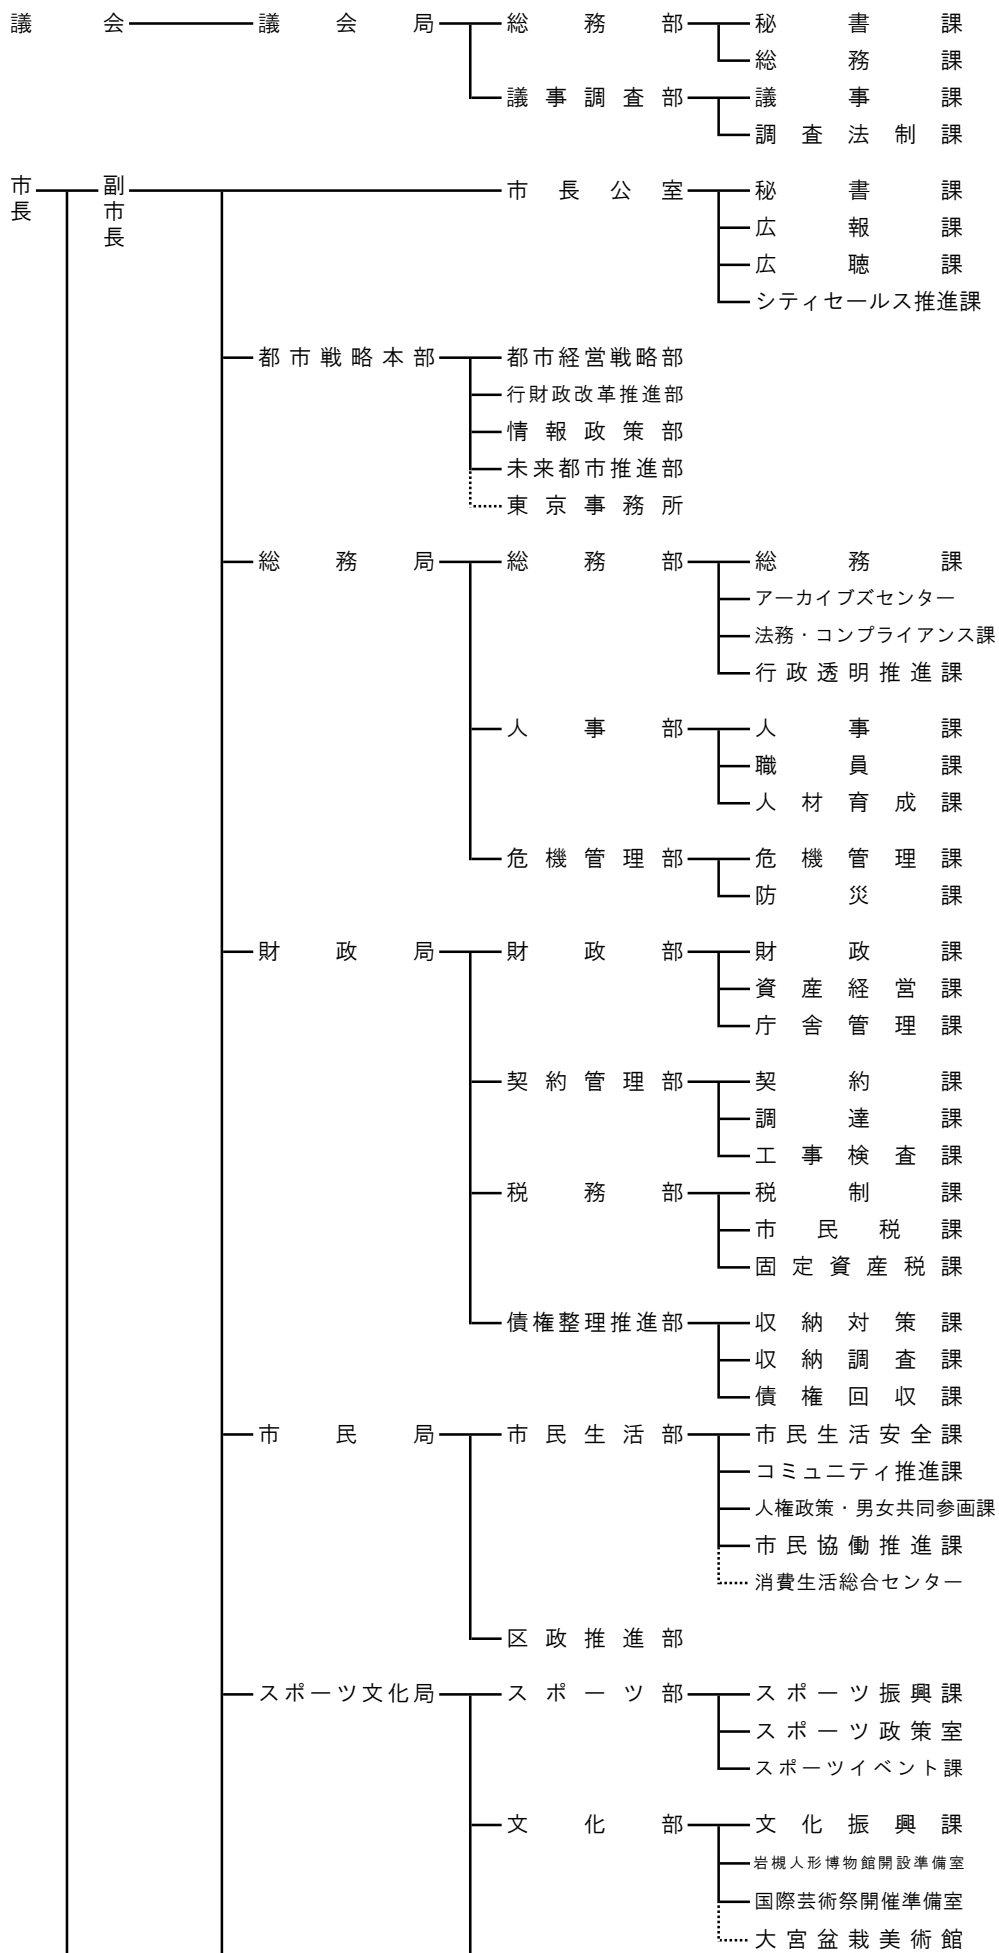 議会 議会局 総務部 秘書課
総務課
議事調査部 議事課
調査法制課
市長 副市長 市長公室 秘書課
広報課
広聴課
シティセールス推進課
都市戦略本部 都市経営戦略部
行財政改革推進部
情報政策部
未来都市推進部
東京事務所
総務局 総務部 総務課
アーカイブズセンター
法務・コンプライアンス課
行政透明推進課
人事部 人事課
職員課
人材育成課
危機管理部 危機管理課
防災課
財政局 財政部 財政課
資産経営課
庁舎管理課
契約管理部 契約課
調達課
工事検査課
税務部 税制課
市民税課
固定資産税課
債権整理推進部 収納対策課
収納調査課
債権回収課
市民局 市民生活部 市民生活安全課
コミュニティ推進課
人権政策・男女共同参画課
市民協働推進課
消費生活総合センター
区政推進部
スポーツ文化局 スポーツ部 スポーツ振興課
スポーツ政策室
スポーツイベント課
文化部 文化振興課
岩槻人形博物館開設準備室
国際芸術祭開催準備室
大宮盆栽美術館